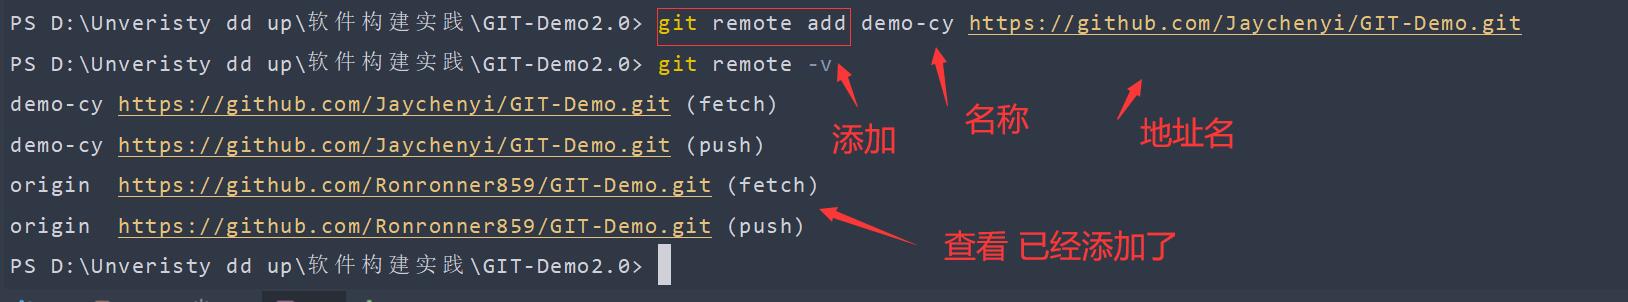 PS D:\Unveristy dd up\软件构建实践\GIT-Demo2.0> git remote add demo-cy https://github.com/Jaychenyi/GIT-Demo.git
PS D:\Unveristy dd up\软件构建实践\GIT-Demo2.0> git remote -v
demo-cy https://github.com/Jaychenyi/GIT-Demo.git (fetch)
名称
地址名
添加
demo-cy https://github.com/Jaychenyi/GIT-Demo.git (push)
origin https://github.com/Ronronner859/GIT-Demo.git (fetch)
origin https://github.com/Ronronner859/GIT-Demo.git (push)
查看 已经添加了
PS D:\Unveristy dd up\软件构建实践\GIT-Demo2.0>